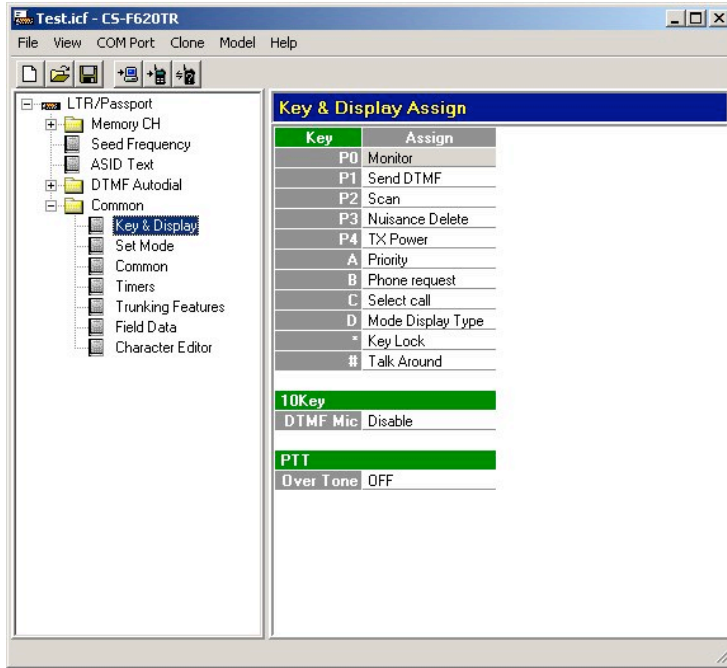 Test.icf - CS-F620TR
File View COM Port Clone Model Help
LTR/Passport
Memory CH
Seed Frequency
ASID Text
DTMF Autodial
Common
Key & Display
Set Mode
Common
Timers
Trunking Features
Field Data
Character Editor
Key & Display Assign
Key Assign
P0 Monitor
P1 Send DTMF
P2 Scan
P3 Nuisance Delete
P4 TX Power
A Priority
B Phone request
C Select call
D Mode Display Type
* Key Lock
# Talk Around
10Key
DTMF Mic Disable
PTT
Over Tone OFF